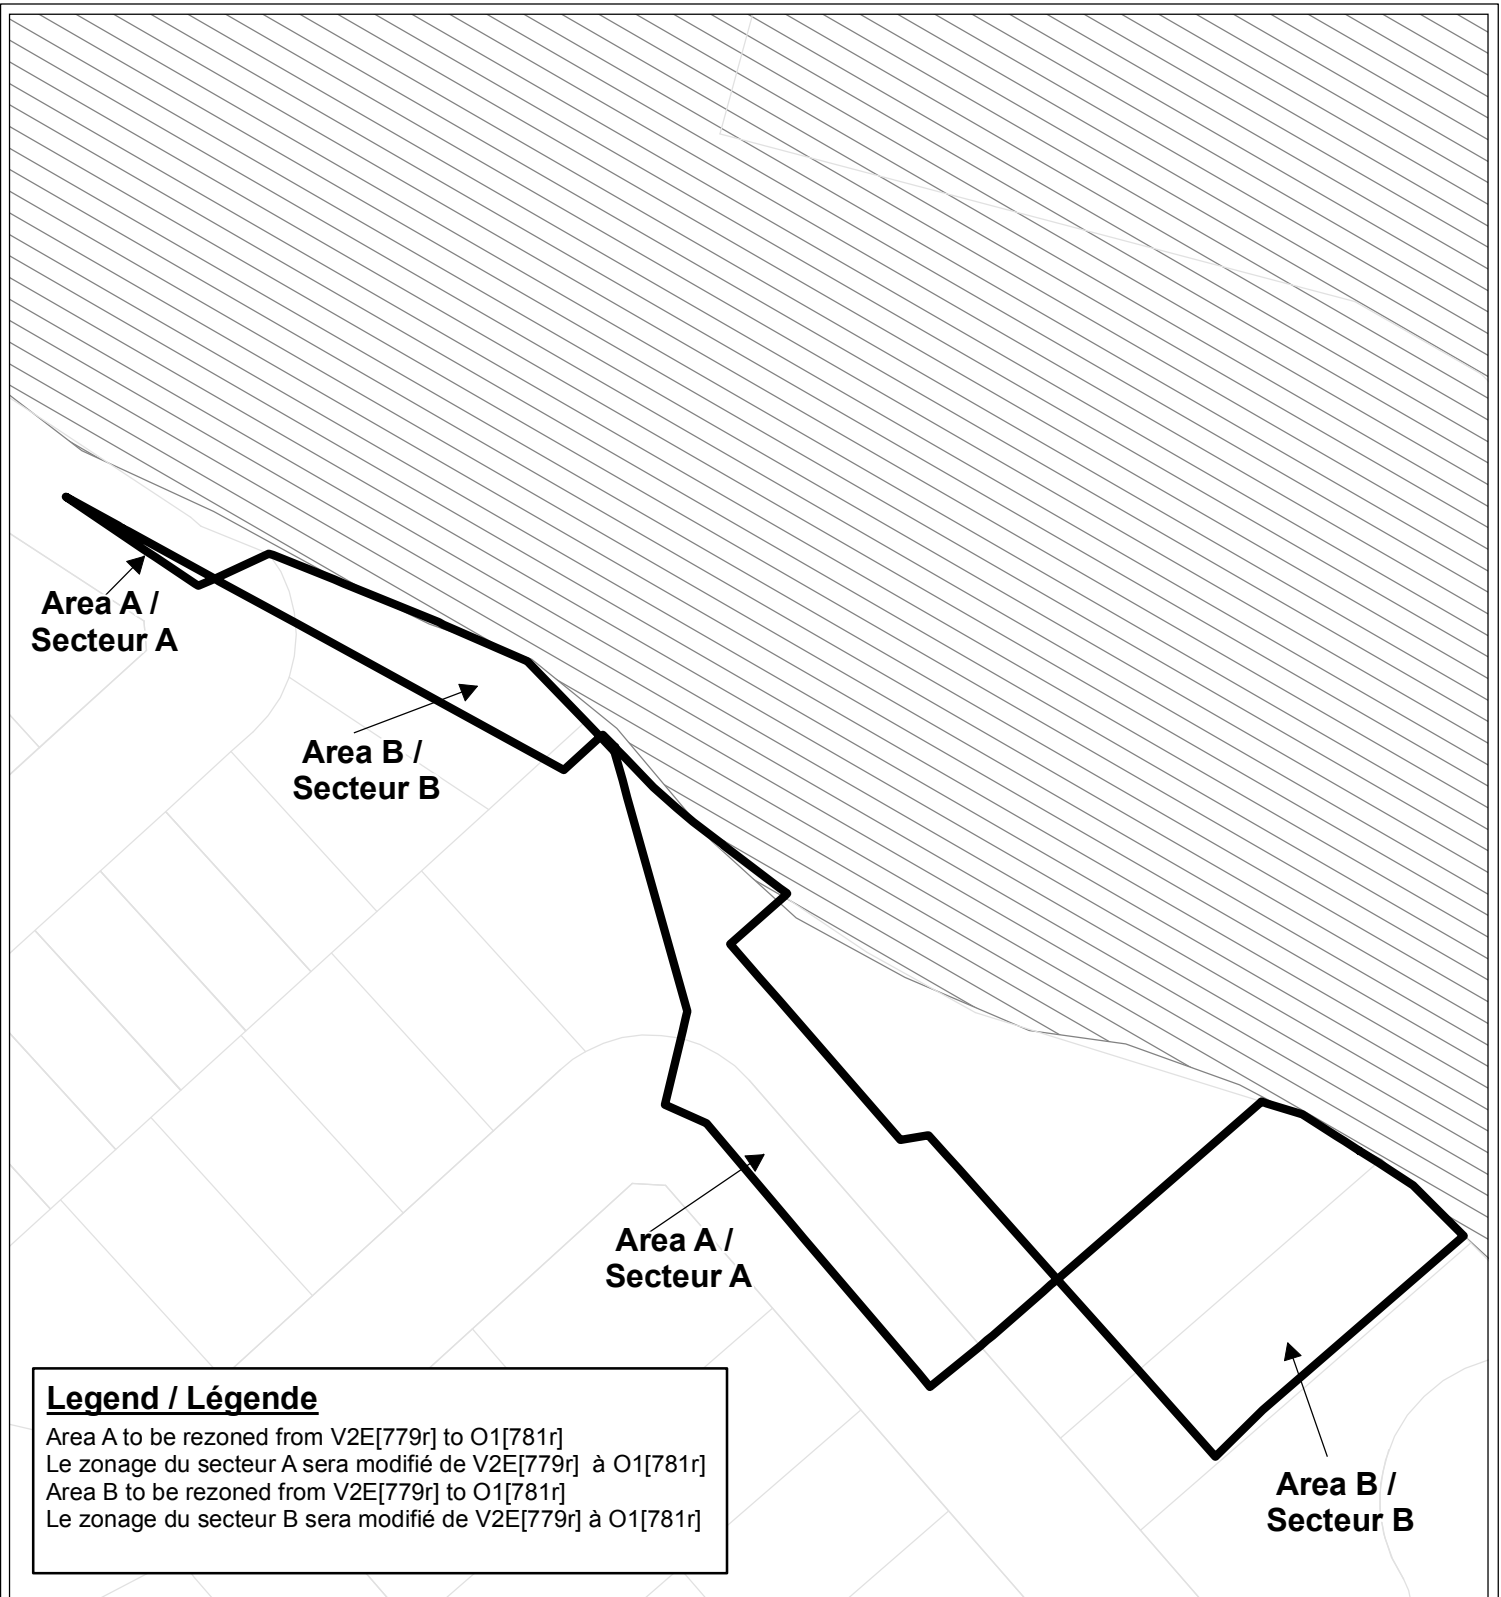 Area A /
Secteur A
Area B /
Secteur B
Area A /
Secteur A
Area B /
Secteur B
Legend / Légende
Area A to be rezoned from V2E[779r] to O1[781r]
Le zonage du secteur A sera modifié de V2E[779r]  à O1[781r]
Area B to be rezoned from V2E[779r] to O1[781r]
Le zonage du secteur B sera modifié de V2E[779r] à O1[781r]